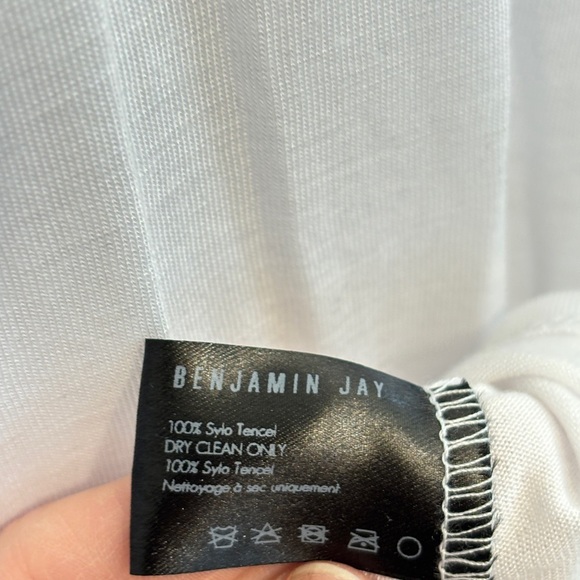 BENJAMIN JAY
100% Sylo Tencel
DRY CLEAN ONLY
100% Sylo Tencel
Nettoyage à sec uniquement